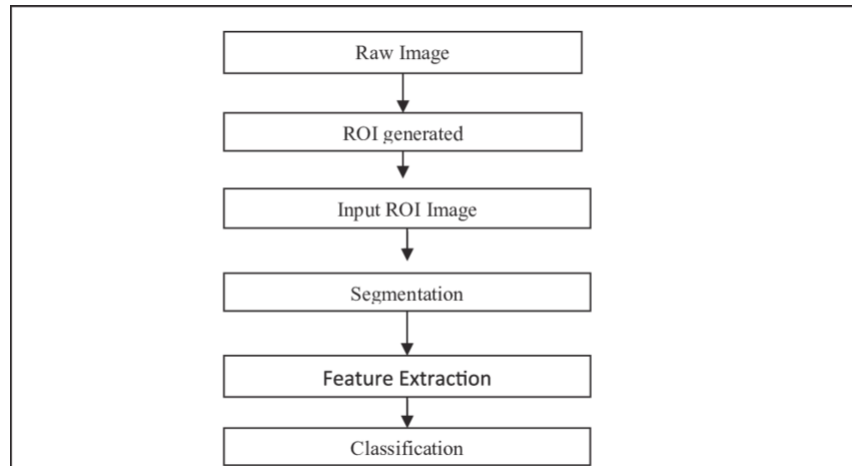 Raw Image
ROI generated
Input ROI Image
Segmentation
Feature Extraction
Classification